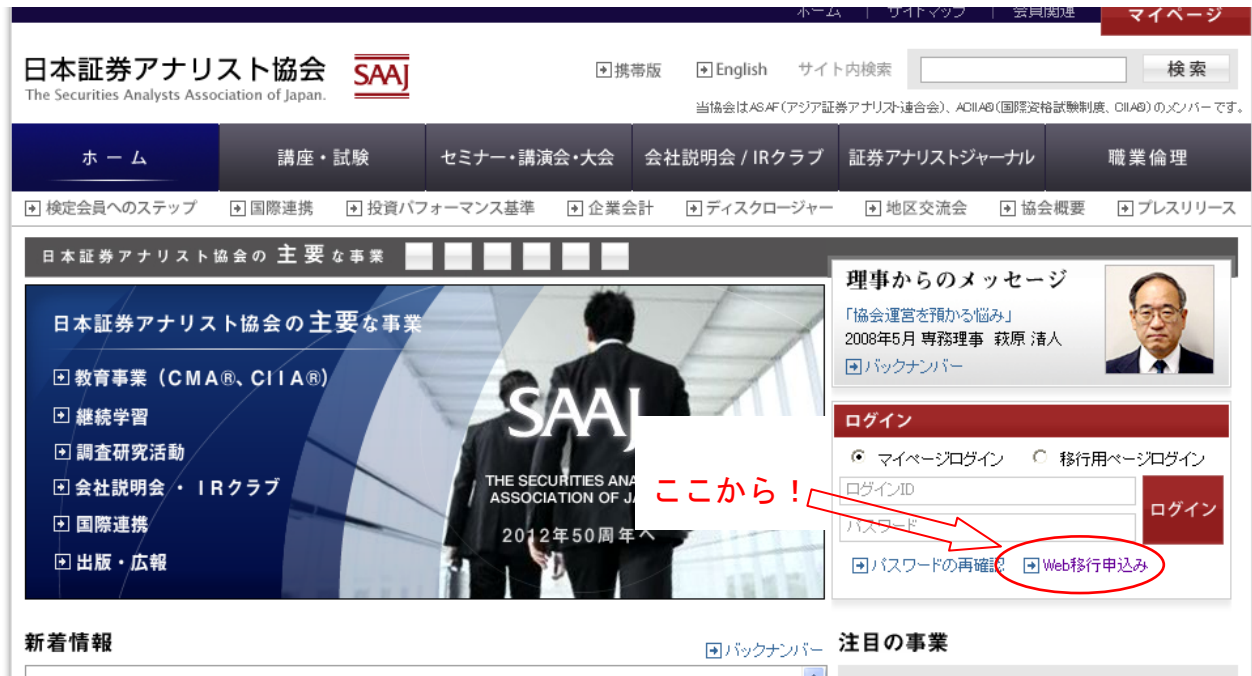 ホーム | サイトマップ | 会員関連 マイページ
日本証券アナリスト協会 SAAJ
The Securities Analysts Association of Japan.
携帯版 English サイト内検索 検索
当協会はASAF(アジア証券アナリスト連合会)、ACIIA®(国際資格試験制度、CIIA®)のメンバーです。
ホーム 講座・試験 セミナー・講演会・大会 会社説明会 / IRクラブ 証券アナリストジャーナル 職業倫理
検定会員へのステップ 国際連携 投資パフォーマンス基準 企業会計 ディスクロージャー 地区交流会 協会概要 プレスリリース
日本証券アナリスト協会の主要な事業
日本証券アナリスト協会の主要な事業
教育事業(CMA®、CIIA®)
継続学習
調査研究活動
会社説明会・IRクラブ
国際連携
出版・広報
SAAJ
THE SECURITIES ANA
ASSOCIATION OF J
2012年50周年へ
理事からのメッセージ
「協会運営を預かる悩み」
2008年5月 専務理事 萩原 清人
バックナンバー
ログイン
マイページログイン 移行用ページログイン
ログインID
パスワード
ログイン
ここから!
パスワードの再確認 Web移行申込み
新着情報
バックナンバー
注目の事業